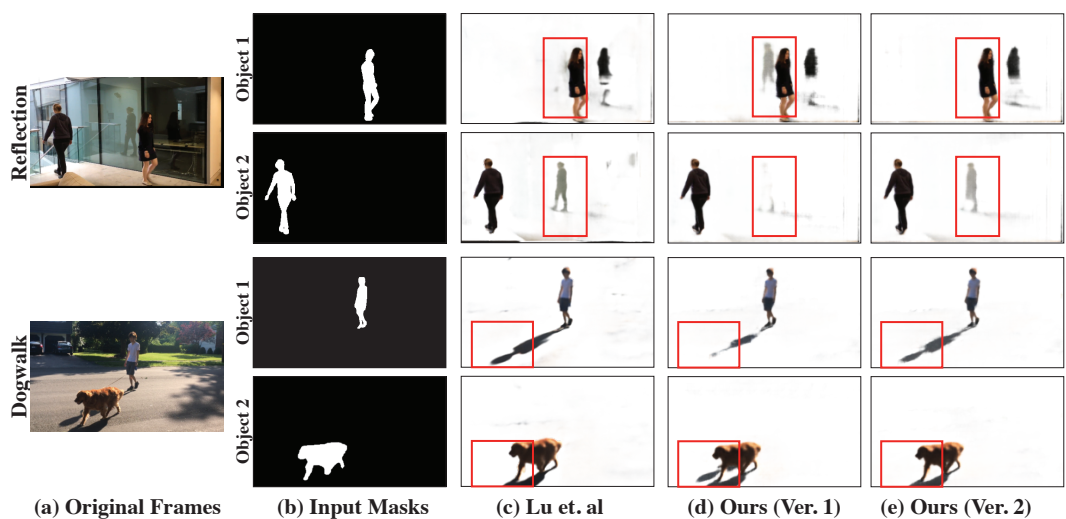 Reflection
Object 1
Object 2
Dogwalk
Object 1
Object 2
(a) Original Frames
(b) Input Masks
(c) Lu et. al
(d) Ours (Ver. 1)
(e) Ours (Ver. 2)